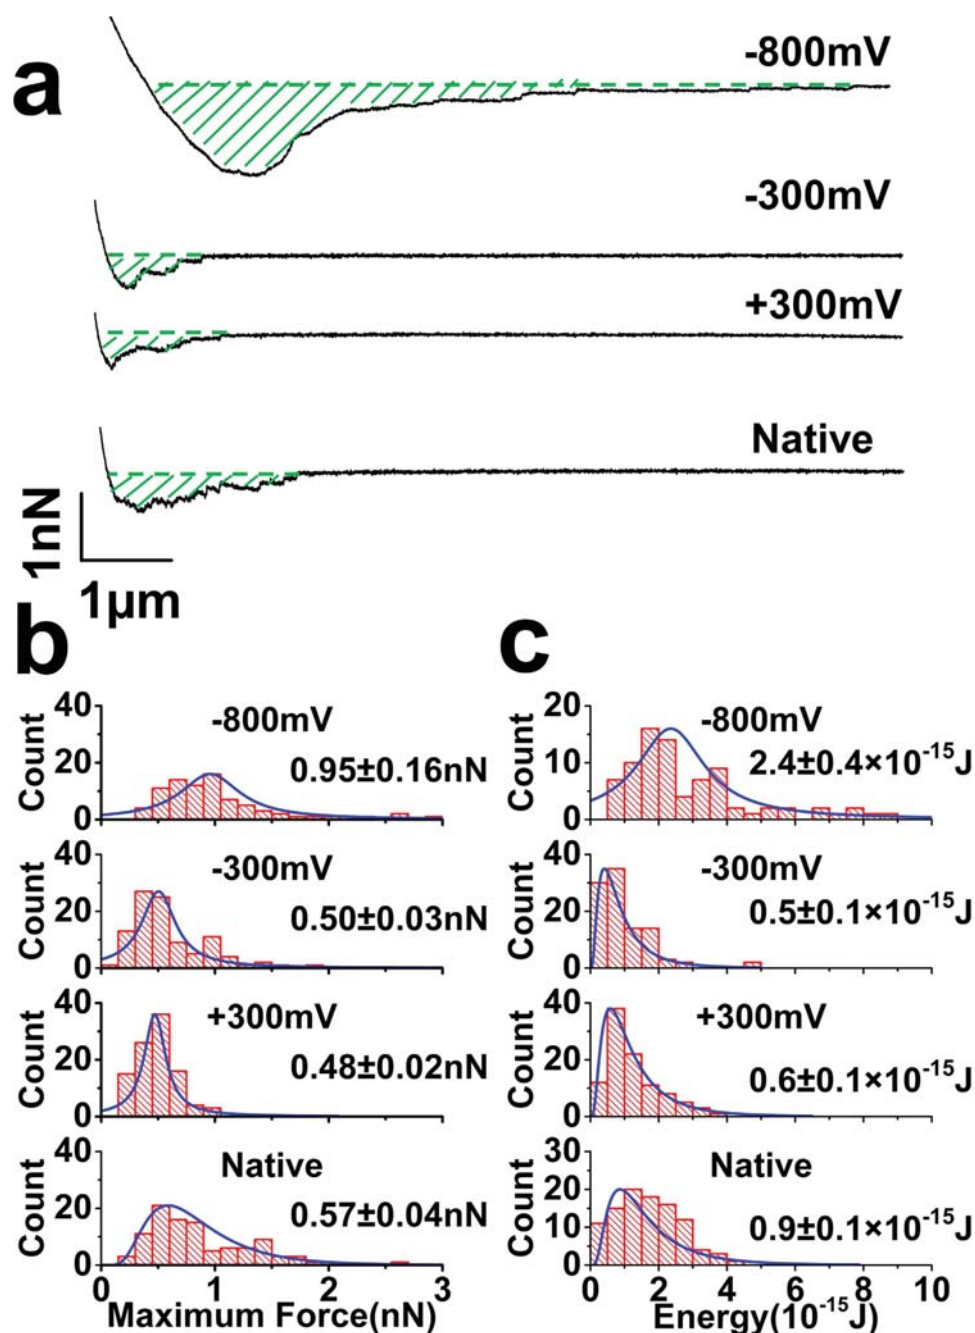 a
-800mV
-300mV
+300mV
Native
1nN
1μm
b
c
40
20
0
Count
-800mV
0.95±0.16nN
20
10
0
Count
-800mV
2.4±0.4×10⁻¹⁵J
40
20
0
Count
-300mV
0.50±0.03nN
40
20
0
Count
-300mV
0.5±0.1×10⁻¹⁵J
40
20
0
Count
+300mV
0.48±0.02nN
40
20
0
Count
+300mV
0.6±0.1×10⁻¹⁵J
40
20
0
Count
Native
0.57±0.04nN
30
20
10
0
Count
Native
0.9±0.1×10⁻¹⁵J
0 1 2 3
Maximum Force(nN)
0 2 4 6 8 10
Energy(10⁻¹⁵J)